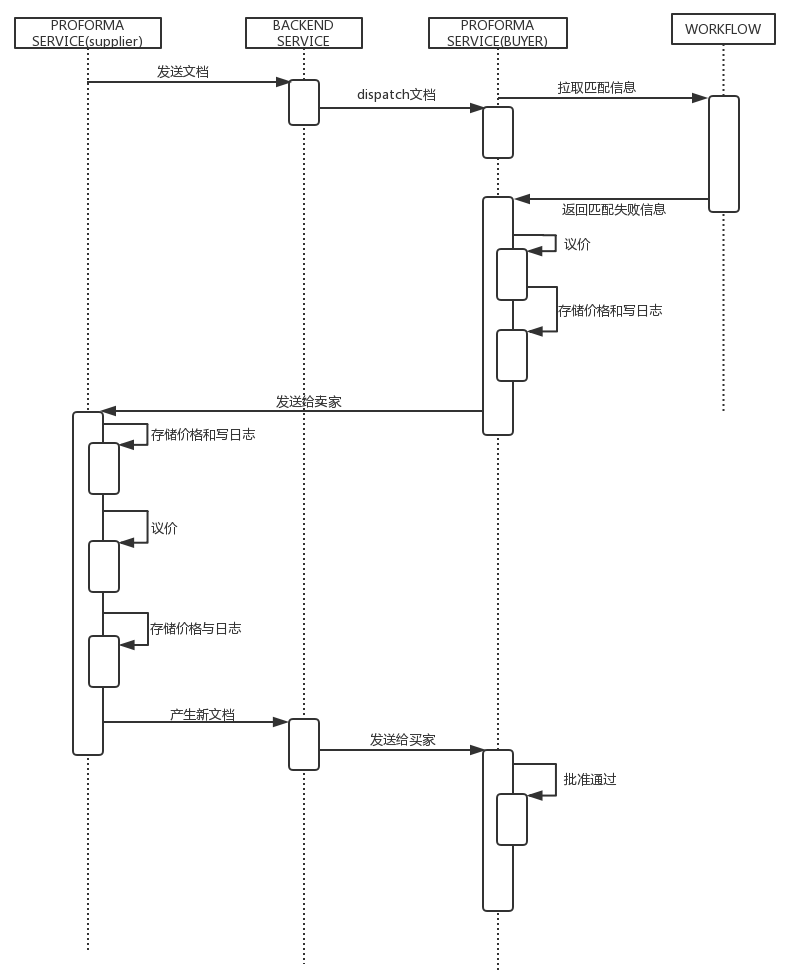 PROFORMA
SERVICE(supplier)
BACKEND
SERVICE
PROFORMA
SERVICE(BUYER)
WORKFLOW
发送文档
dispatch文档
拉取匹配信息
返回匹配失败信息
议价
存储价格和写日志
发送给卖家
存储价格和写日志
议价
存储价格与日志
产生新文档
发送给买家
批准通过